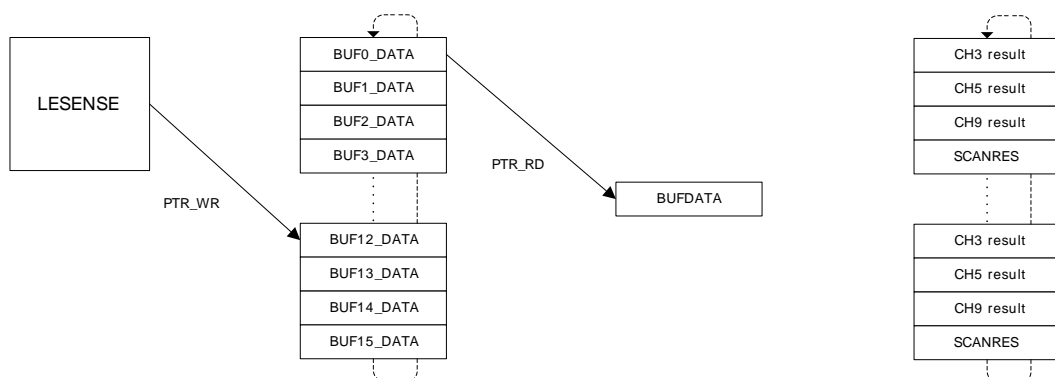 LESENSE
PTR_WR
BUF0_DATA
BUF1_DATA
BUF2_DATA
BUF3_DATA
BUF12_DATA
BUF13_DATA
BUF14_DATA
BUF15_DATA
PTR_RD
BUFDATA
CH3 result
CH5 result
CH9 result
SCANRES
CH3 result
CH5 result
CH9 result
SCANRES